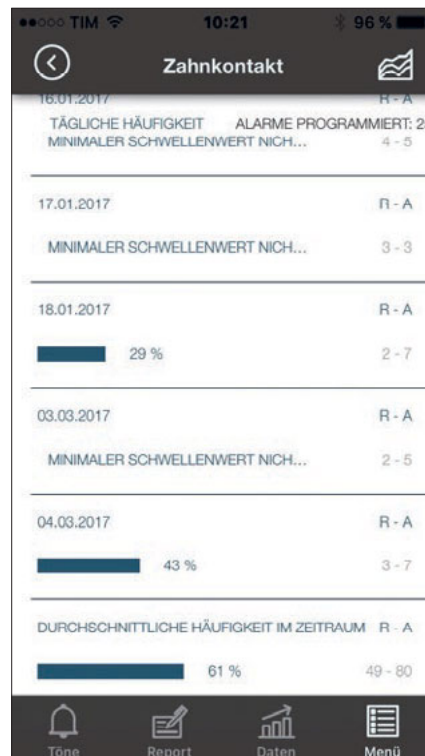 TIM 10:21 96 %
Zahnkontakt
16.01.2017 R - A
TÄGLICHE HÄUFIGKEIT ALARME PROGRAMMIERT: 2
MINIMALER SCHWELLENWERT NICH... 4 - 5
17.01.2017 R - A
MINIMALER SCHWELLENWERT NICH... 3 - 3
18.01.2017 R - A
29 % 2 - 7
03.03.2017 R - A
MINIMALER SCHWELLENWERT NICH... 2 - 5
04.03.2017 R - A
43 % 3 - 7
DURCHSCHNITTLICHE HÄUFIGKEIT IM ZEITRAUM R - A
61 % 49 - 80
Töne Report Daten Menü